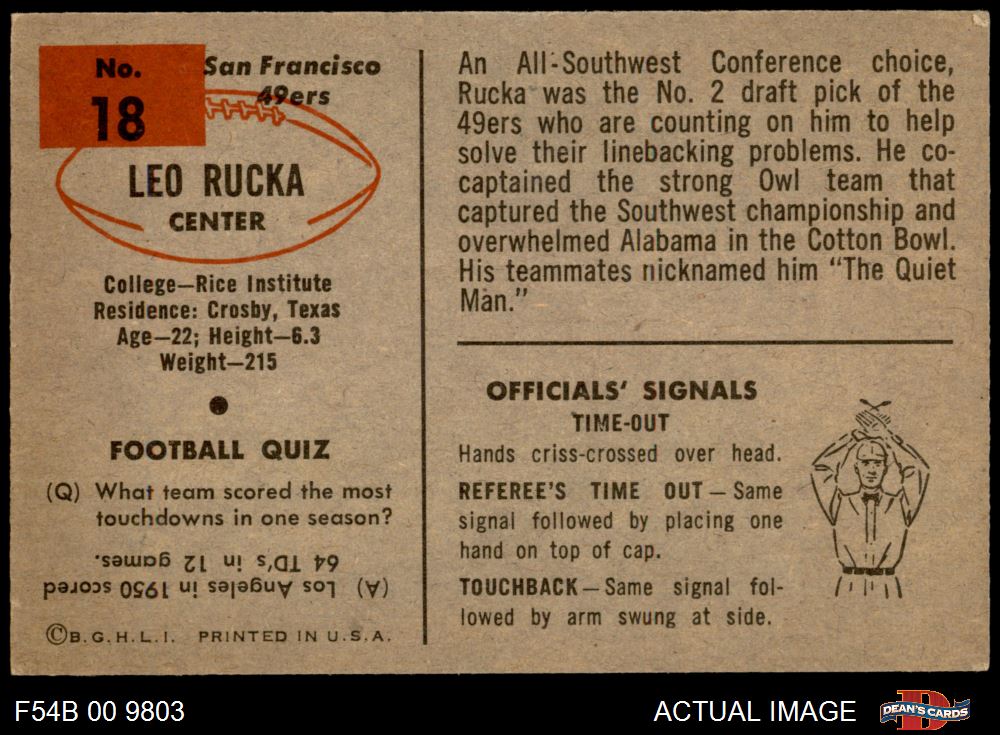 No.
18
San Francisco
49ers
LEO RUCKA
CENTER
College—Rice Institute
Residence: Crosby, Texas
Age—22; Height—6.3
Weight—215
FOOTBALL QUIZ
(Q) What team scored the most
touchdowns in one season?
(A) Los Angeles in 1950 scored
64 TD's in 12 games.
©B.G.H.L.I. PRINTED IN U.S.A.
An All-Southwest Conference choice,
Rucka was the No. 2 draft pick of the
49ers who are counting on him to help
solve their linebacking problems. He co-
captained the strong Owl team that
captured the Southwest championship and
overwhelmed Alabama in the Cotton Bowl.
His teammates nicknamed him "The Quiet
Man."
OFFICIALS' SIGNALS
TIME-OUT
Hands criss-crossed over head.
REFEREE'S TIME OUT—Same
signal followed by placing one
hand on top of cap.
TOUCHBACK—Same signal fol-
lowed by arm swung at side.
F54B 00 9803
ACTUAL IMAGE
DEAN'S CARDS